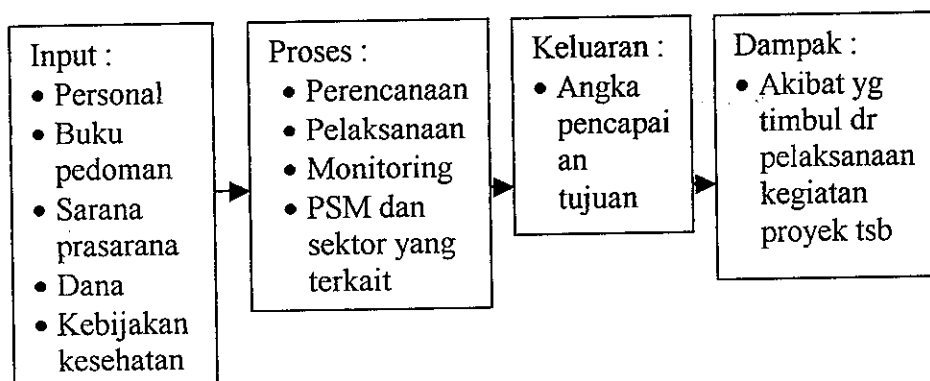 Input :
• Personal
• Buku
pedoman
• Sarana
prasarana
• Dana
• Kebijakan
kesehatan
Proses :
• Perencanaan
• Pelaksanaan
• Monitoring
• PSM dan
sektor yang
terkait
Keluaran :
• Angka
pencapai
an
tujuan
Dampak :
• Akibat yg
timbul dr
pelaksanaan
kegiatan
proyek tsb